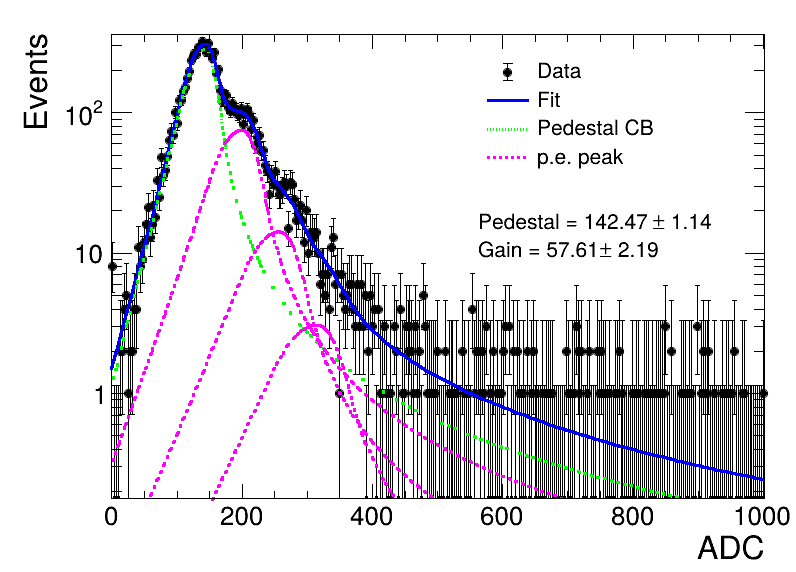 Events
10²
10
1
0
200
400
600
800
1000
ADC
Data
Fit
Pedestal CB
p.e. peak
Pedestal = 142.47 ± 1.14
Gain = 57.61± 2.19